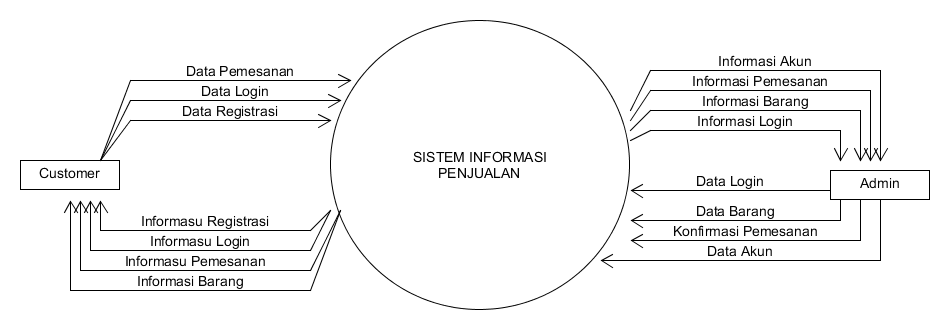 Data Pemesanan
Data Login
Data Registrasi
Customer
Informasu Registrasi
Informasu Login
Informasu Pemesanan
Informasi Barang
SISTEM INFORMASI
PENJUALAN
Informasi Akun
Informasi Pemesanan
Informasi Barang
Informasi Login
Admin
Data Login
Data Barang
Konfirmasi Pemesanan
Data Akun